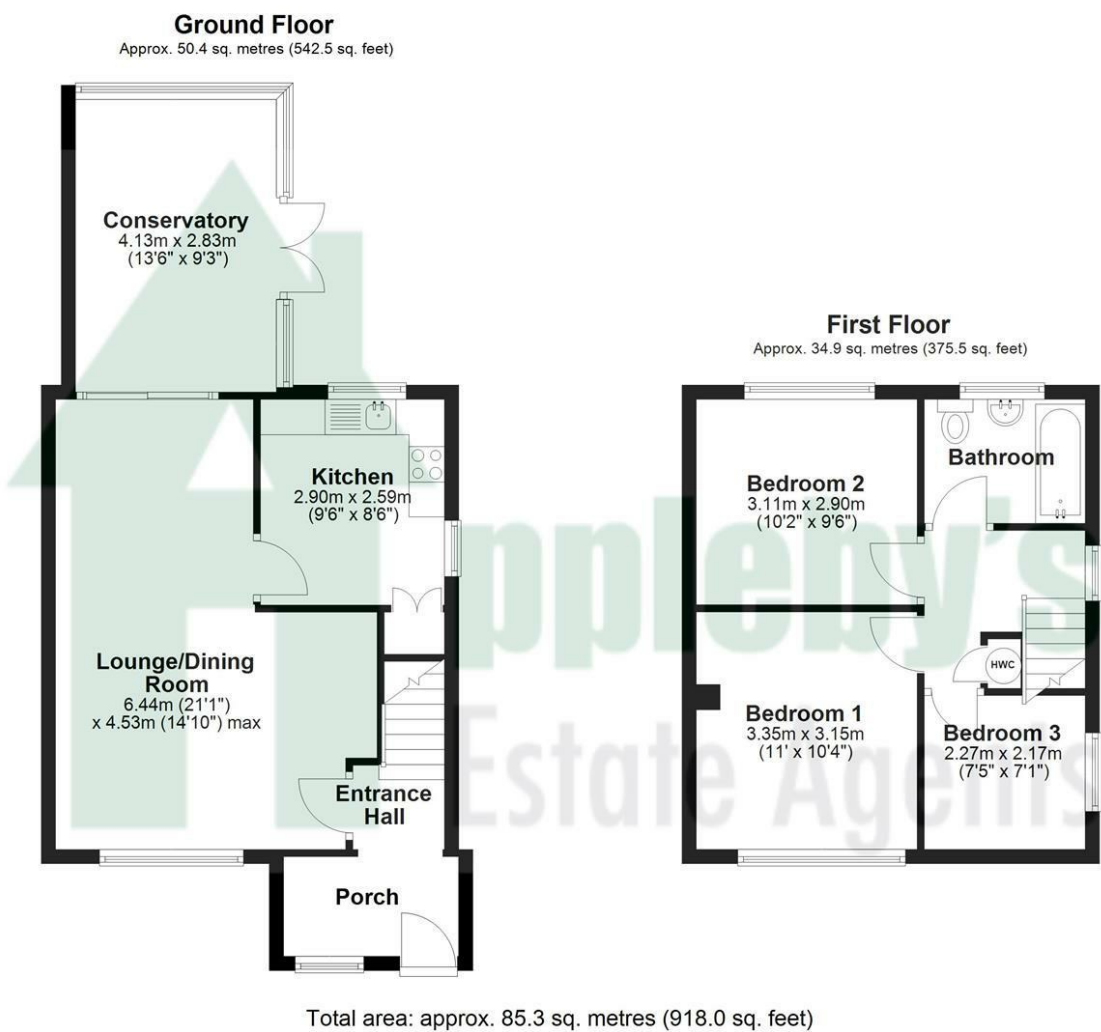 Ground Floor
Approx. 50.4 sq. metres (542.5 sq. feet)
Conservatory
4.13m x 2.83m
(13'6" x 9'3")
Kitchen
2.90m x 2.59m
(9'6" x 8'6")
Lounge/Dining
Room
6.44m (21'1")
x 4.53m (14'10") max
Entrance
Hall
Porch
First Floor
Approx. 34.9 sq. metres (375.5 sq. feet)
Bedroom 2
3.11m x 2.90m
(10'2" x 9'6")
Bathroom
HWC
Bedroom 1
3.35m x 3.15m
(11' x 10'4")
Bedroom 3
2.27m x 2.17m
(7'5" x 7'1")
ppleby's
Estate Agents
Total area: approx. 85.3 sq. metres (918.0 sq. feet)